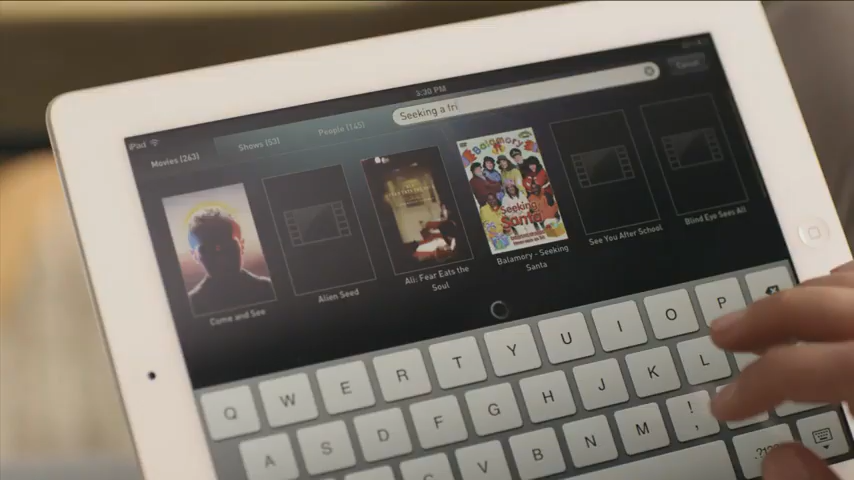 iPad
3:30 PM
Movies (263)
Shows (53)
People (145)
Seeking a fri
Cancel
Come and See
Alien Seed
Ali: Fear Eats the
Soul
Balamory
Seeking
Santa
Balamory - Seeking
Santa
See You After School
Blind Eye Sees All
Q W E R T Y U I O P
A S D F G H J K L
C V B N M ! ,
.?123